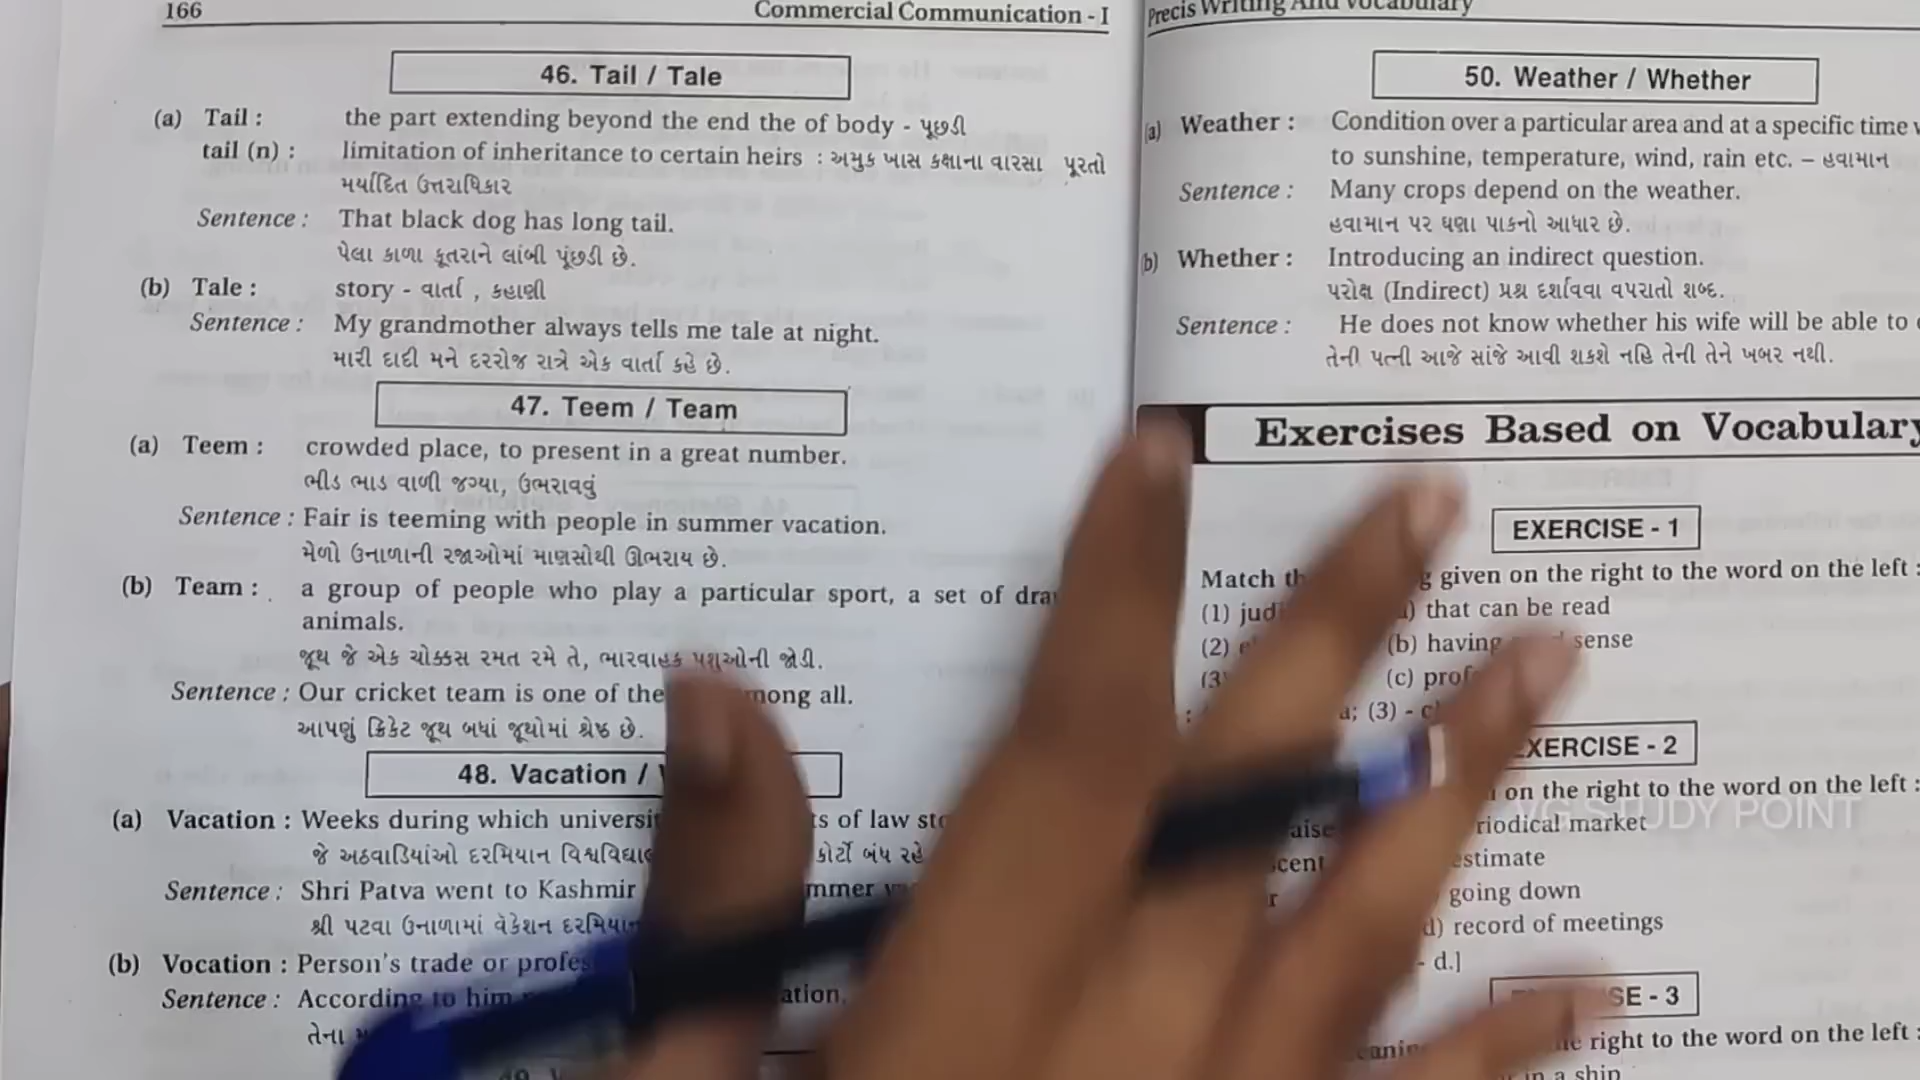 166
Commercial Communication - I
46. Tail / Tale
(a) Tail : the part extending beyond the end the of body - પૂછડી
tail (n) : limitation of inheritance to certain heirs : અમુક ખાસ કક્ષાના વારસા પૂરતો
મર્યાદિત ઉત્તરાધિકાર
Sentence : That black dog has long tail.
પેલા કાળા કૂતરાને લાંબી પૂંછડી છે.
(b) Tale : story - વાર્તા , કહાણી
Sentence : My grandmother always tells me tale at night.
મારી દાદી મને દરરોજ રાત્રે એક વાર્તા કહે છે.
47. Teem / Team
(a) Teem : crowded place, to present in a great number.
ભીડ ભાડ વાળી જગ્યા, ઉભરાવવું
Sentence : Fair is teeming with people in summer vacation.
મેળો ઉનાળાની રજાઓમાં માણસોથી ઊભરાય છે.
(b) Team : a group of people who play a particular sport, a set of
animals.
જૂથ જે એક ચોક્કસ રમત રમે તે, ભારવાહક પશુઓની જોડી.
Sentence : Our cricket team is one of the all.
આપણું ક્રિકેટ જૂથ બધાં જૂથોમાં શ્રેષ્ઠ છે.
48. Vacation /
(a) Vacation : Weeks during which of law
જે અઠવાડિયાંઓ દરમિયાન કોર્ટો બંધ રહે
Sentence : Shri Patva went to Kashmir
શ્રી પટવા ઉનાળામાં વૅકેશન દરમિયાન
(b) Vocation : Person's trade or
Sentence : According to him
તેના
Precis Writing And Vocabulary
50. Weather / Whether
(a) Weather : Condition over a particular area and at a specific time
to sunshine, temperature, wind, rain etc. – હવામાન
Sentence : Many crops depend on the weather.
હવામાન પર ઘણા પાકનો આધાર છે.
(b) Whether : Introducing an indirect question.
પરોક્ષ (Indirect) પ્રશ્ન દર્શાવવા વપરાતો શબ્દ.
Sentence : He does not know whether his wife will be able to
તેની પત્ની આજે સાંજે આવી શકશે નહિ તેની તેને ખબર નથી.
Exercises Based on Vocabulary
EXERCISE - 1
Match given on the right to the word on the left :
(1) that can be read
(2) (b) having sense
(3) (c)
(3) - c
EXERCISE - 2
on the right to the word on the left :
market
estimate
going down
d) record of meetings
- d.]
- 3
right to the word on the left :
in a ship
VG STUDY POINT